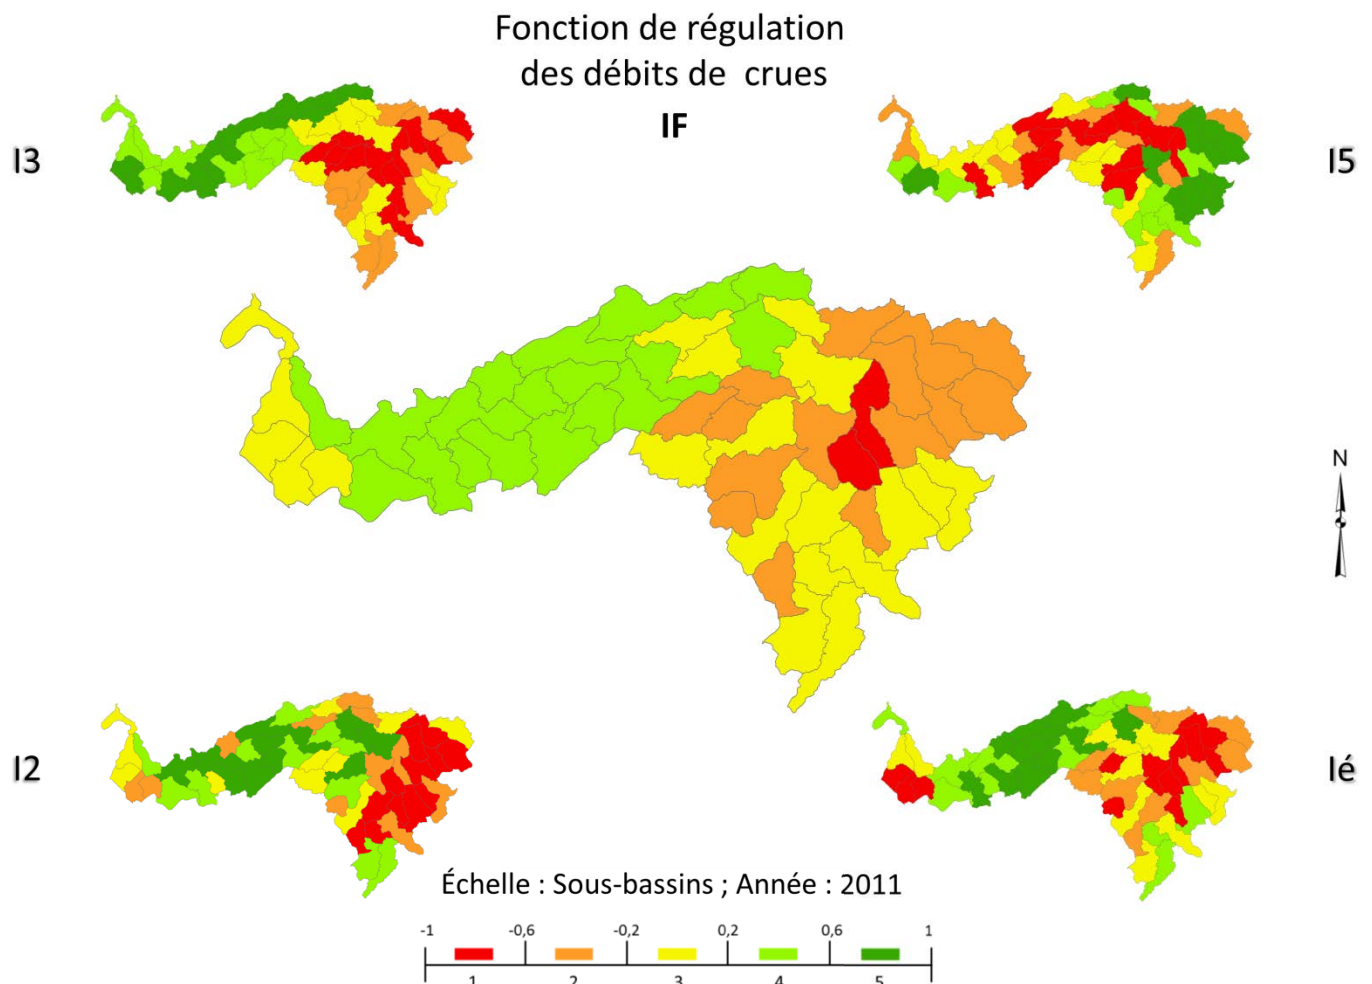 Fonction de régulation
des débits de crues
IF
I3
I5
N
I2
Ié
Échelle : Sous-bassins ; Année : 2011
-1 -0,6 -0,2 0,2 0,6 1
1 2 3 4 5